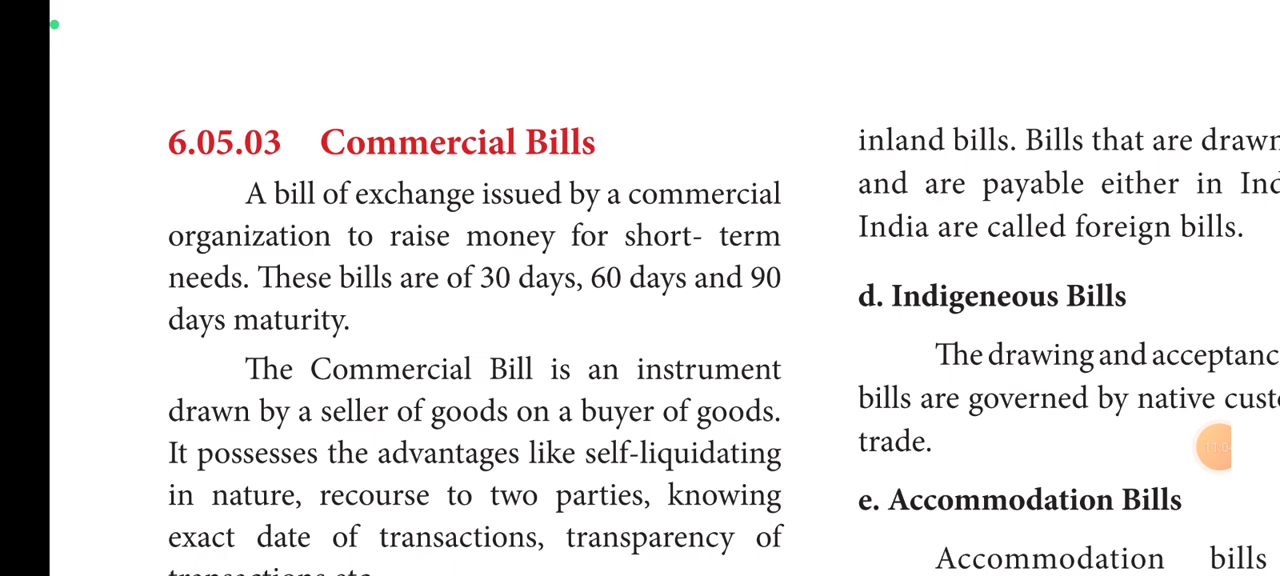 6.05.03 Commercial Bills
A bill of exchange issued by a commercial
organization to raise money for short- term
needs. These bills are of 30 days, 60 days and 90
days maturity.
The Commercial Bill is an instrument
drawn by a seller of goods on a buyer of goods.
It possesses the advantages like self-liquidating
in nature, recourse to two parties, knowing
exact date of transactions, transparency of
transactions etc.
inland bills. Bills that are drawn
and are payable either in
India are called foreign bills.
d. Indigeneous Bills
The drawing and
bills are governed by native
trade.
e. Accommodation Bills
Accommodation bills